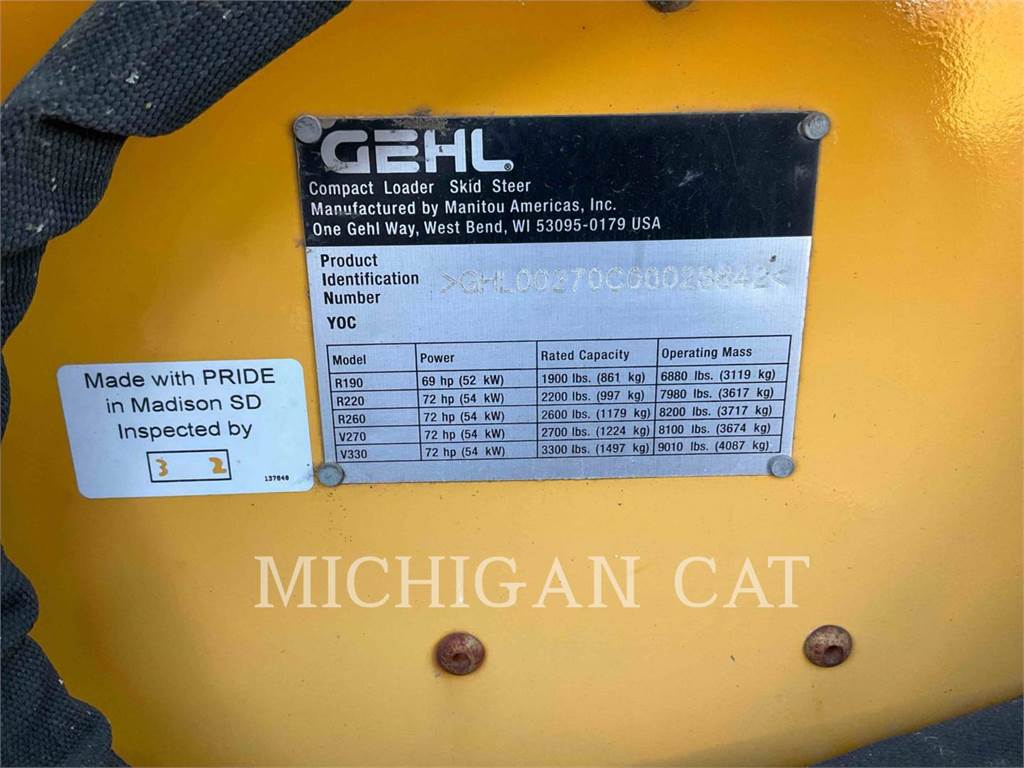 GEHL®
Compact Loader Skid Steer
Manufactured by Manitou Americas, Inc.
One Gehl Way, West Bend, WI 53095-0179 USA
Product
Identification
Number
>GHL00270C00028642<
YOC
Model Power Rated Capacity Operating Mass
R190 69 hp (52 kW) 1900 lbs. (861 kg) 6880 lbs. (3119 kg)
R220 72 hp (54 kW) 2200 lbs. (997 kg) 7980 lbs. (3617 kg)
R260 72 hp (54 kW) 2600 lbs. (1179 kg) 8200 lbs. (3717 kg)
V270 72 hp (54 kW) 2700 lbs. (1224 kg) 8100 lbs. (3674 kg)
V330 72 hp (54 kW) 3300 lbs. (1497 kg) 9010 lbs. (4087 kg)
Made with PRIDE
in Madison SD
Inspected by
3 2
137648
MICHIGAN CAT